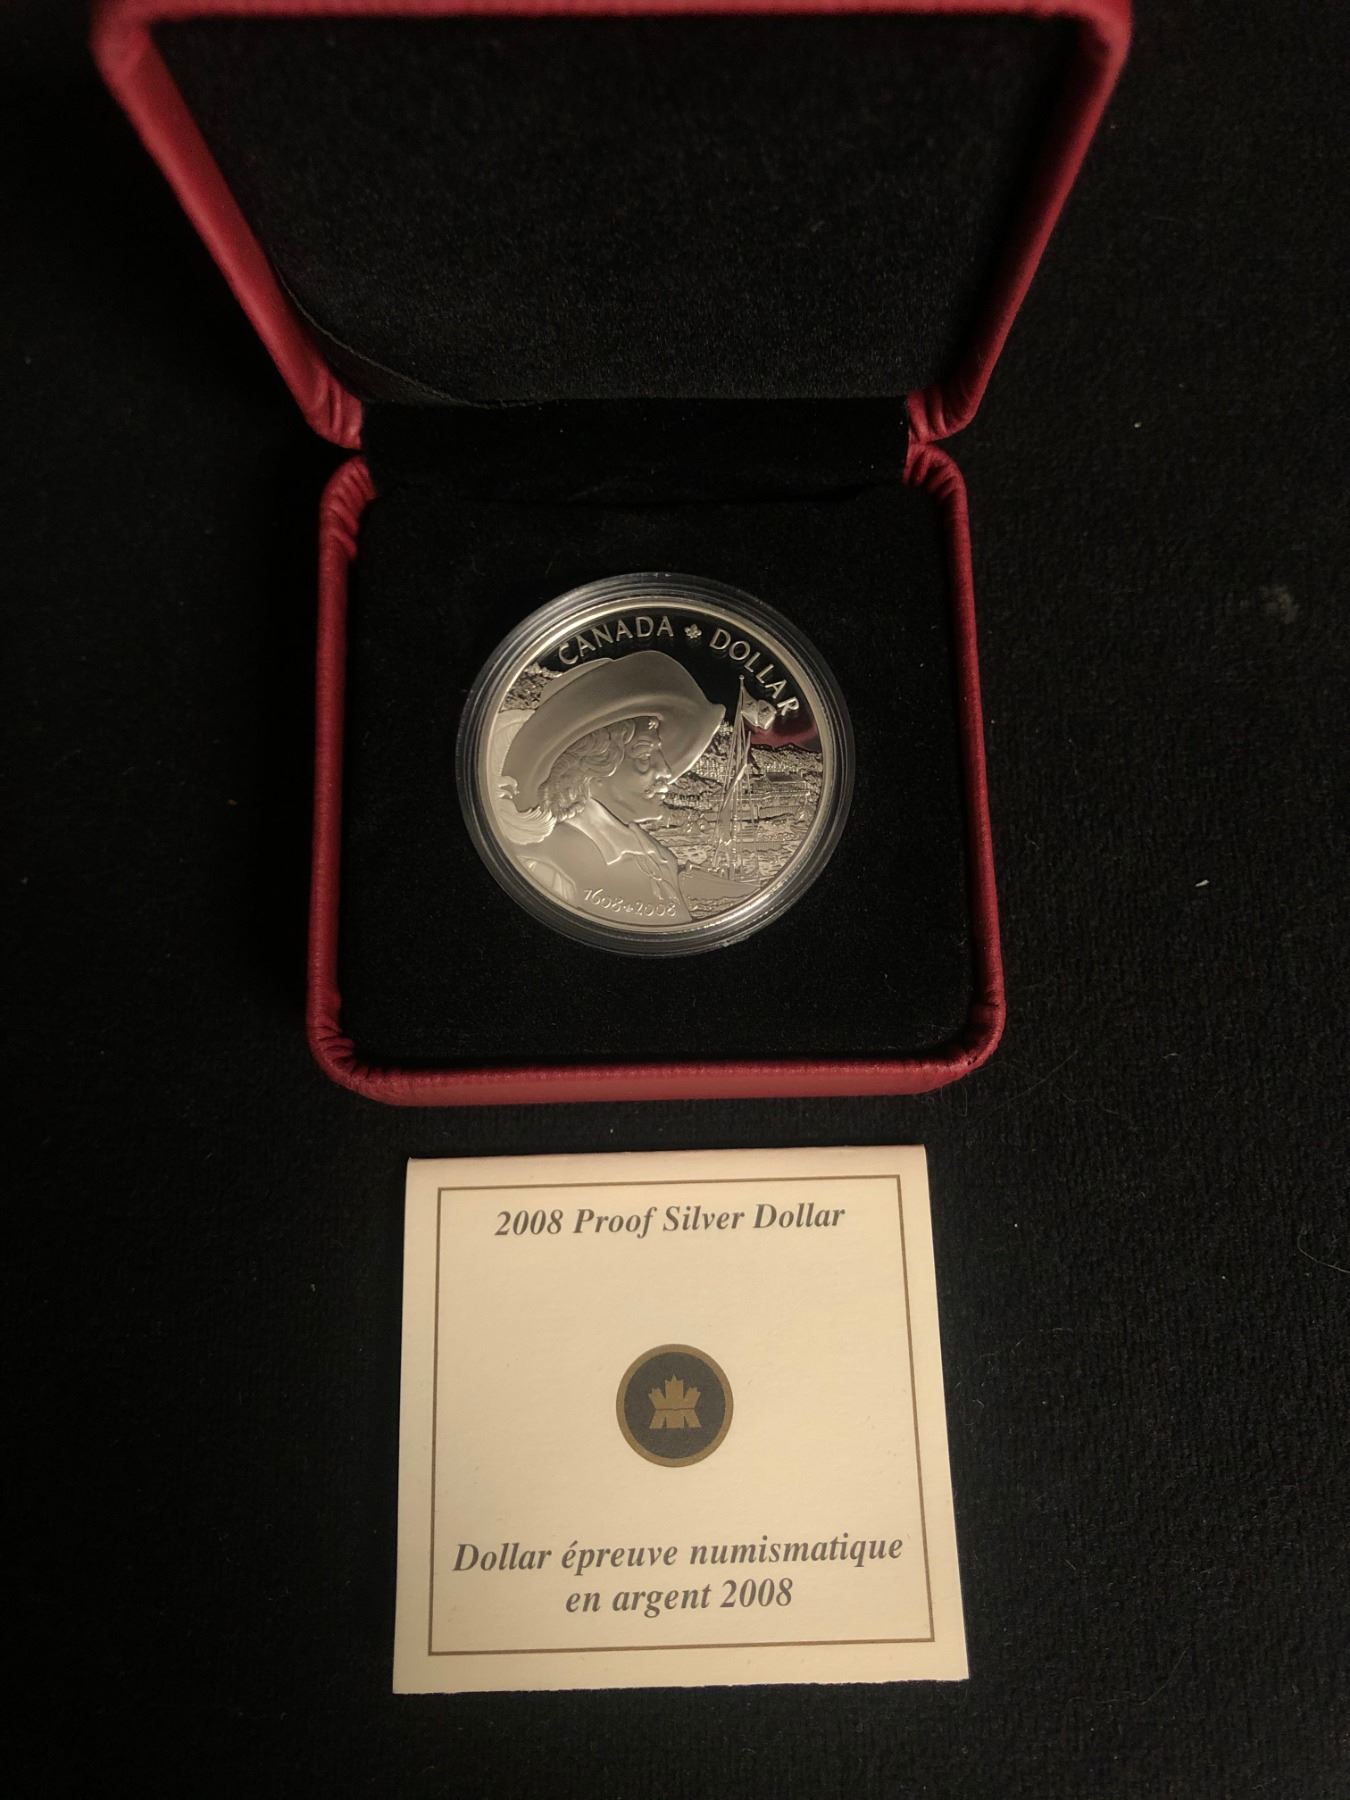 CANADA DOLLAR
1608 • 2008
2008 Proof Silver Dollar
Dollar épreuve numismatique
en argent 2008